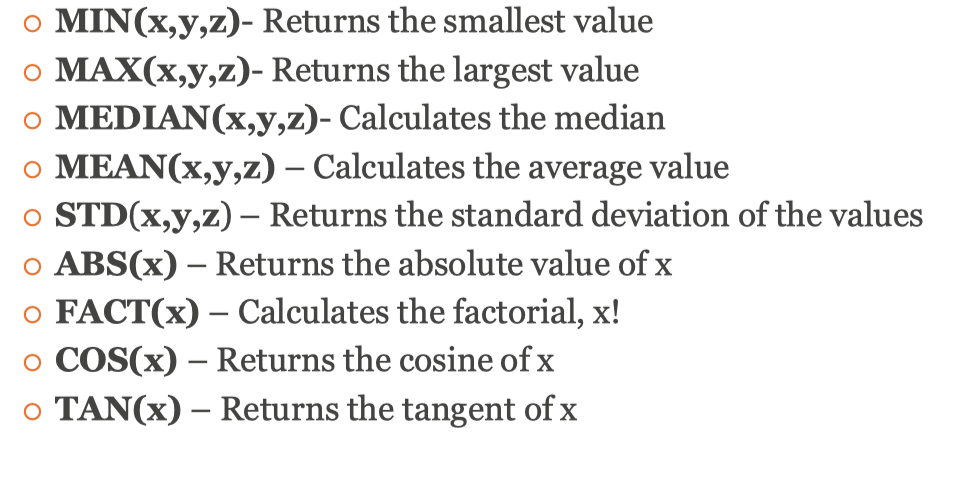 ○ MIN(x,y,z)- Returns the smallest value
○ MAX(x,y,z)- Returns the largest value
○ MEDIAN(x,y,z)- Calculates the median
○ MEAN(x,y,z) – Calculates the average value
○ STD(x,y,z) – Returns the standard deviation of the values
○ ABS(x) – Returns the absolute value of x
○ FACT(x) – Calculates the factorial, x!
○ COS(x) – Returns the cosine of x
○ TAN(x) – Returns the tangent of x